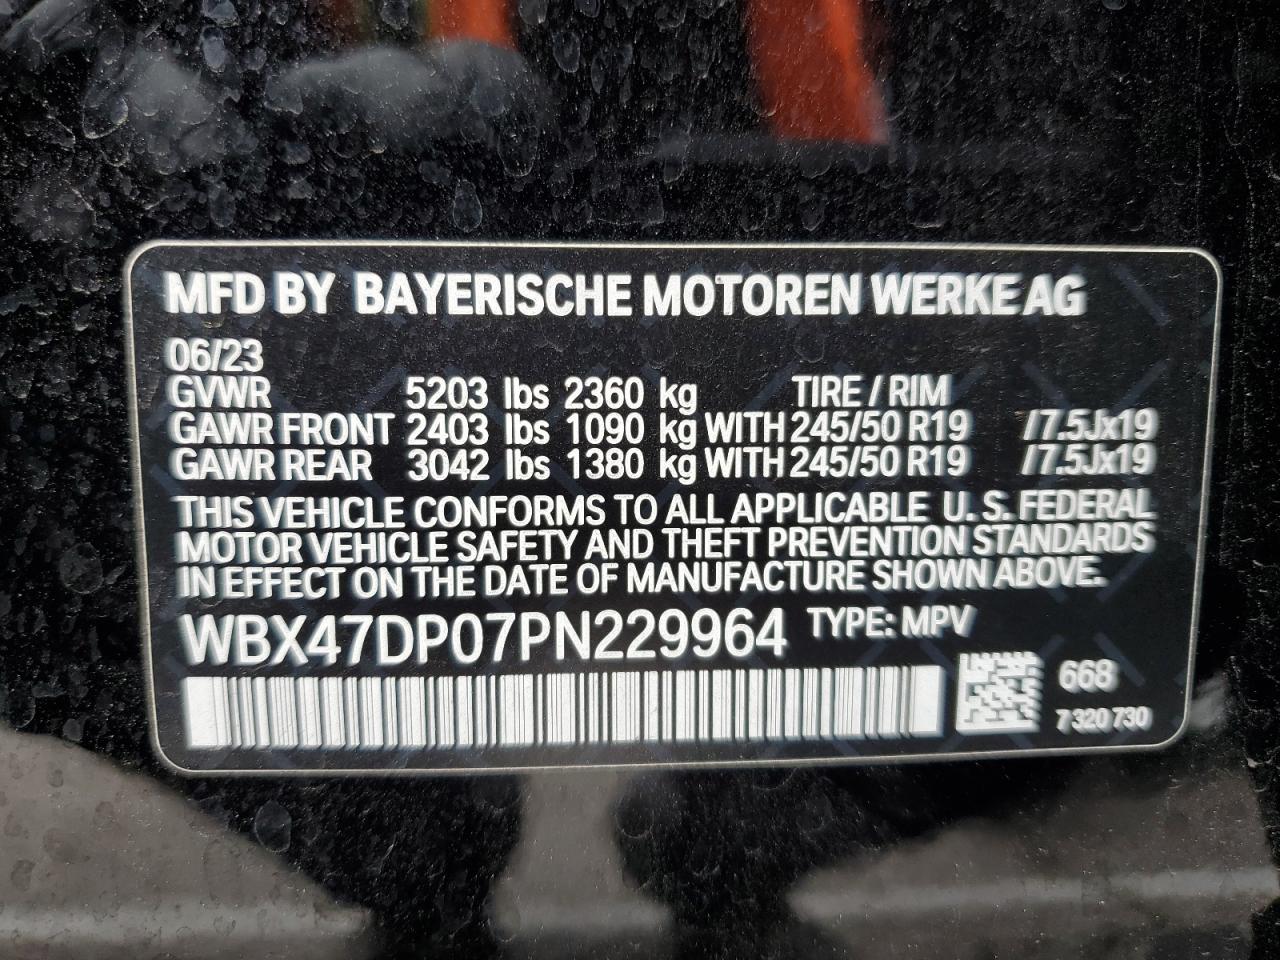 MFD BY BAYERISCHE MOTOREN WERKE AG
06/23
GVWR 5203 lbs 2360 kg TIRE / RIM
GAWR FRONT 2403 lbs 1090 kg WITH 245/50 R19 /7.5Jx19
GAWR REAR 3042 lbs 1380 kg WITH 245/50 R19 /7.5Jx19
THIS VEHICLE CONFORMS TO ALL APPLICABLE U.S. FEDERAL
MOTOR VEHICLE SAFETY AND THEFT PREVENTION STANDARDS
IN EFFECT ON THE DATE OF MANUFACTURE SHOWN ABOVE.
WBX47DP07PN229964 TYPE: MPV
668
7 320 730